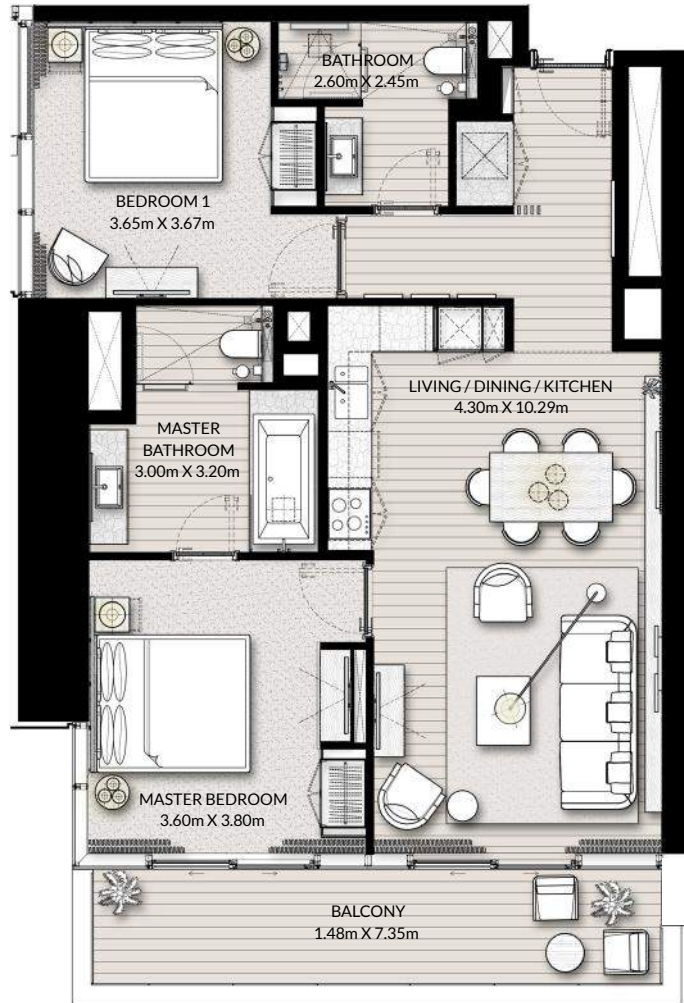 BATHROOM
2.60m X 2.45m
BEDROOM 1
3.65m X 3.67m
LIVING / DINING / KITCHEN
4.30m X 10.29m
MASTER
BATHROOM
3.00m X 3.20m
MASTER BEDROOM
3.60m X 3.80m
BALCONY
1.48m X 7.35m